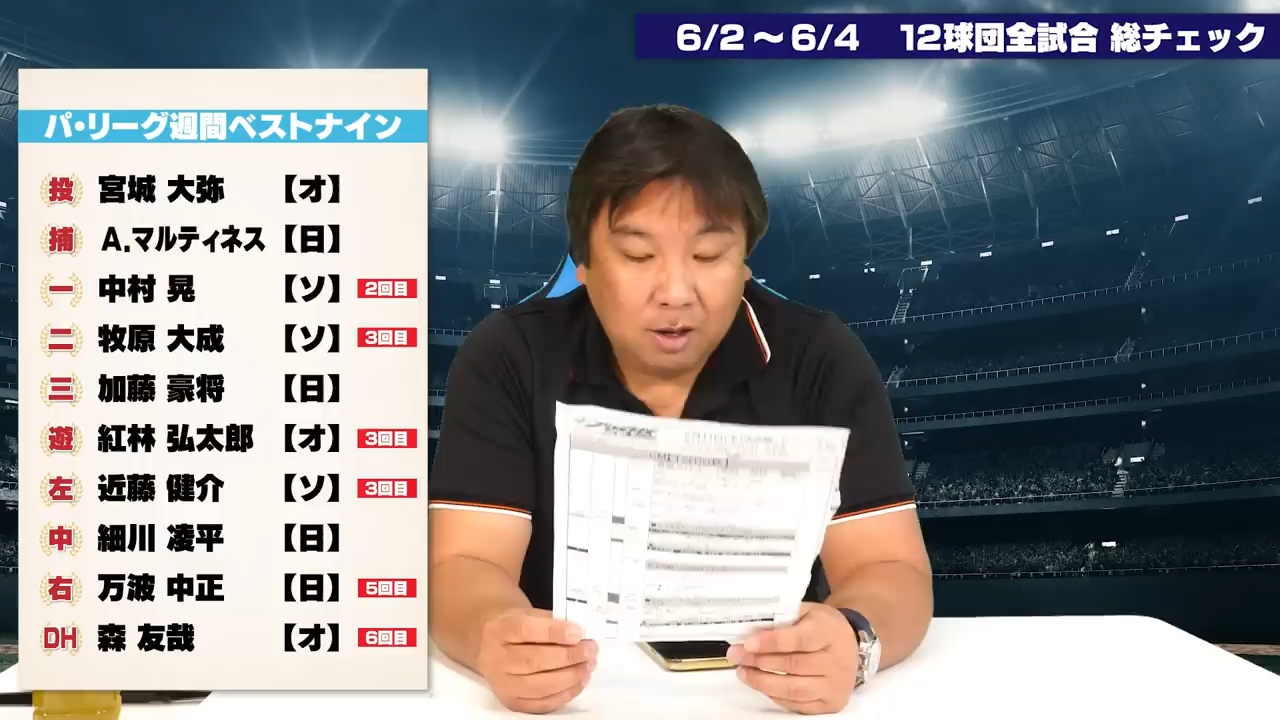 6/2～6/4 12球団全試合 総チェック
パ・リーグ週間ベストナイン
投 宮城 大弥 【オ】
捕 A.マルティネス 【日】
一 中村 晃 【ソ】 2回目
二 牧原 大成 【ソ】 3回目
三 加藤 豪将 【日】
遊 紅林 弘太郎 【オ】 3回目
左 近藤 健介 【ソ】 3回目
中 細川 凌平 【日】
右 万波 中正 【日】 5回目
DH 森 友哉 【オ】 6回目